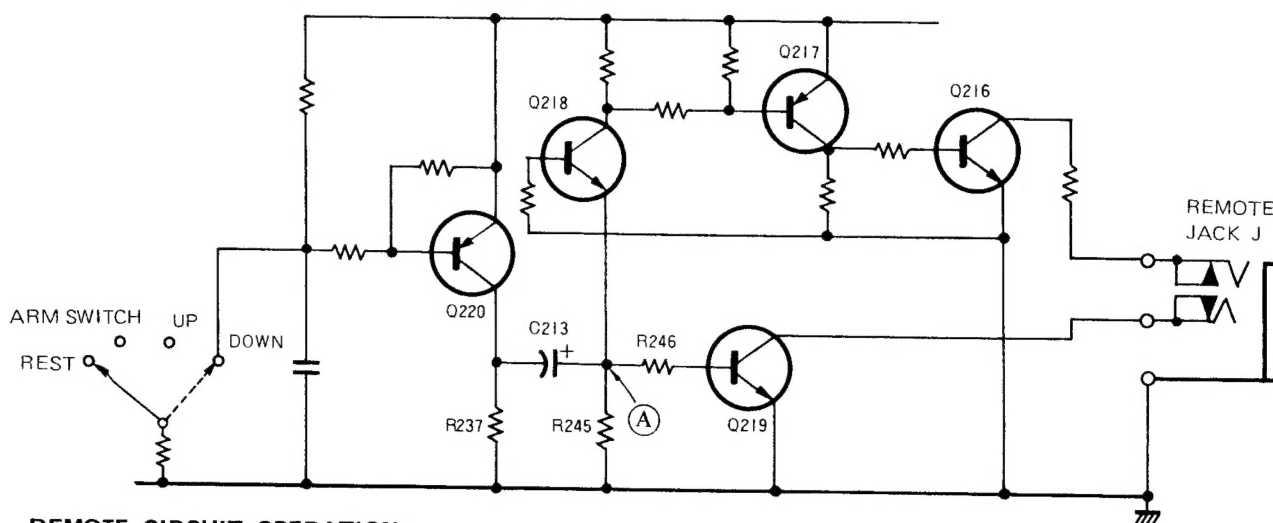 Q217
Q216
Q218
REMOTE
JACK J
Q220
ARM SWITCH
UP
DOWN
REST
C213
+
R246
R237
R245
A
Q219
REMOTE CIRCUIT OPERATION